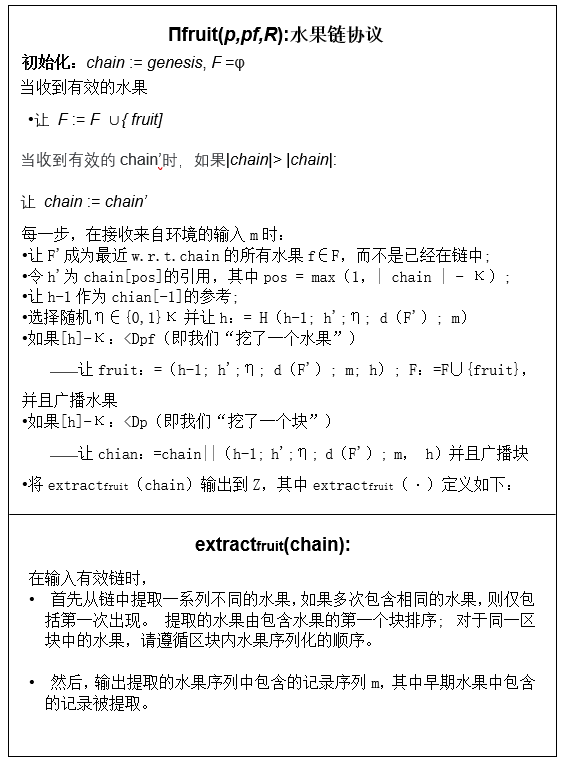 Πfruit(p,pf,R):水果链协议
初始化：chain := genesis, F =φ
当收到有效的水果
•让 F := F ∪{ fruit]
当收到有效的 chain’时，如果|chain|> |chain|:
让 chain := chain’
每一步，在接收来自环境的输入 m 时：
•让 F'成为最近 w.r.t.chain 的所有水果 f∈F，而不是已经在链中；
•令 h'为 chain[pos]的引用，其中 pos = max（1，| chain | - K）；
•让 h-1 作为 chian[-1]的参考；
•选择随机η∈{0,1}K 并让 h：= H（h-1; h';η; d（F'）; m）
•如果[h]-K：<Dpf（即我们“挖了一个水果”）
——让 fruit：=（h-1; h';η; d（F'）; m; h）; F：=F∪{fruit}，
并且广播水果
•如果[h]-K：<Dp（即我们“挖了一个块”）
——让 chian：=chain||（h-1; h';η; d（F'）; m， h）并且广播块
•将 extractfruit（chain）输出到 Z，其中 extractfruit（·）定义如下：
extractfruit(chain):
在输入有效链时，
• 首先从链中提取一系列不同的水果，如果多次包含相同的水果，则仅包
括第一次出现。 提取的水果由包含水果的第一个块排序； 对于同一区
块中的水果，请遵循区块内水果序列化的顺序。
• 然后，输出提取的水果序列中包含的记录序列 m，其中早期水果中包含
的记录被提取。